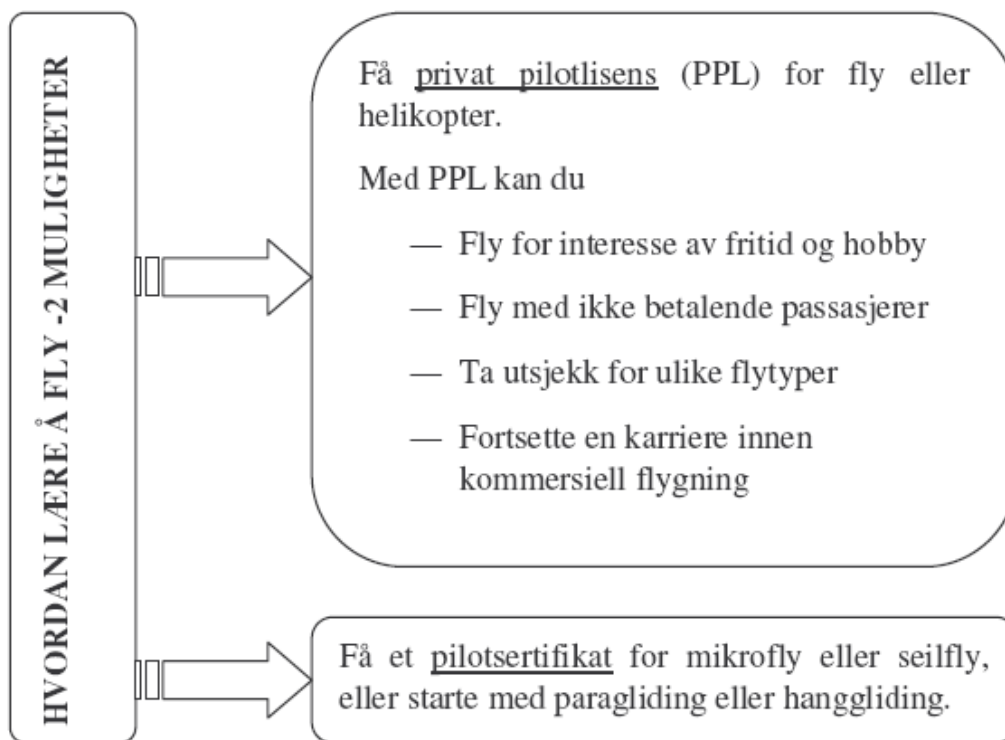 HVORDAN LÆRE Å FLY -2 MULIGHETER
Få privat pilotlisens (PPL) for fly eller
helikopter.
Med PPL kan du
— Fly for interesse av fritid og hobby
— Fly med ikke betalende passasjerer
— Ta utsjekk for ulike flytyper
— Fortsette en karriere innen
kommersiell flygning
Få et pilotsertifikat for mikrofly eller seilfly,
eller starte med paragliding eller hanggliding.